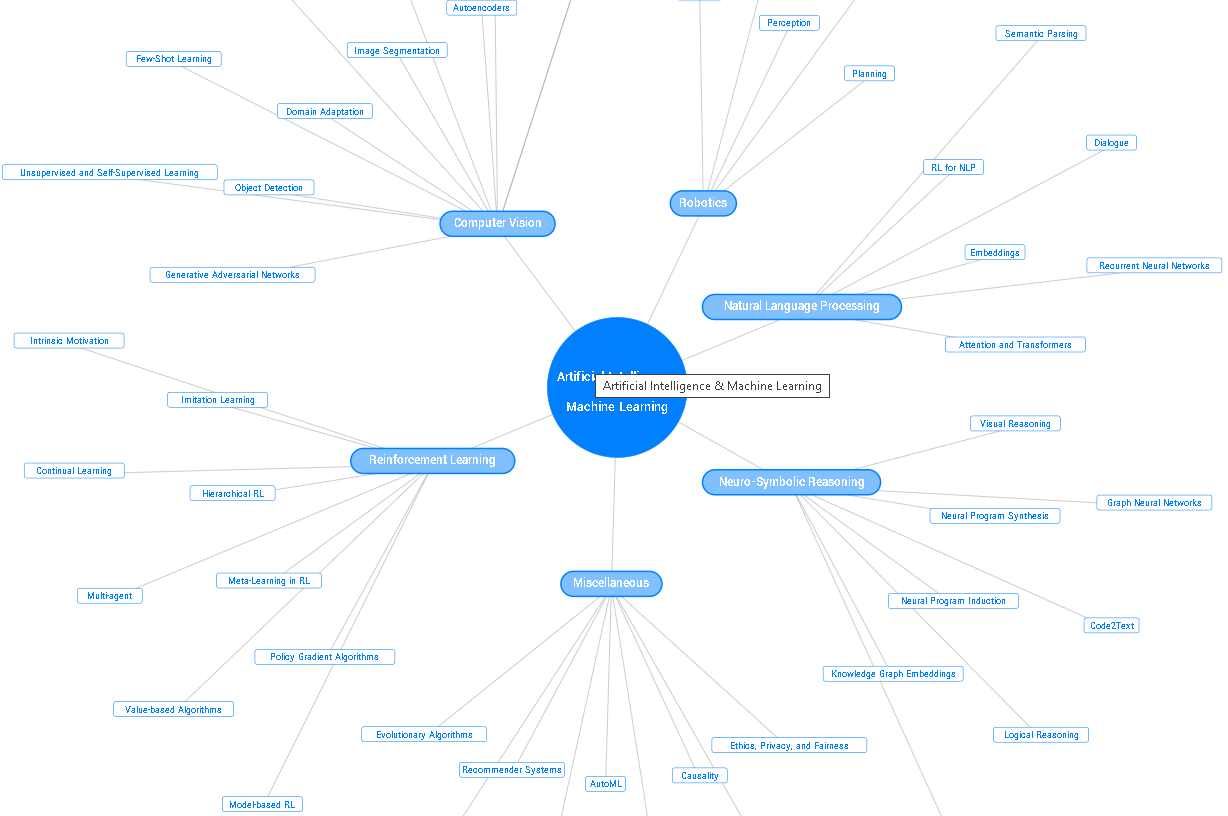 Autoencoders
Perception
Semantic Parsing
Image Segmentation
Few-Shot Learning
Planning
Domain Adaptation
Dialogue
RL for NLP
Unsupervised and Self-Supervised Learning
Object Detection
Robotics
Computer Vision
Embeddings
Recurrent Neural Networks
Generative Adversarial Networks
Natural Language Processing
Intrinsic Motivation
Attention and Transformers
Artificial Intelligence & Machine Learning
Machine Learning
Imitation Learning
Visual Reasoning
Reinforcement Learning
Continual Learning
Neuro-Symbolic Reasoning
Hierarchical RL
Graph Neural Networks
Neural Program Synthesis
Meta-Learning in RL
Miscellaneous
Multi-agent
Neural Program Induction
Code2Text
Policy Gradient Algorithms
Knowledge Graph Embeddings
Value-based Algorithms
Evolutionary Algorithms
Logical Reasoning
Ethics, Privacy, and Fairness
Recommender Systems
Causality
AutoML
Model-based RL